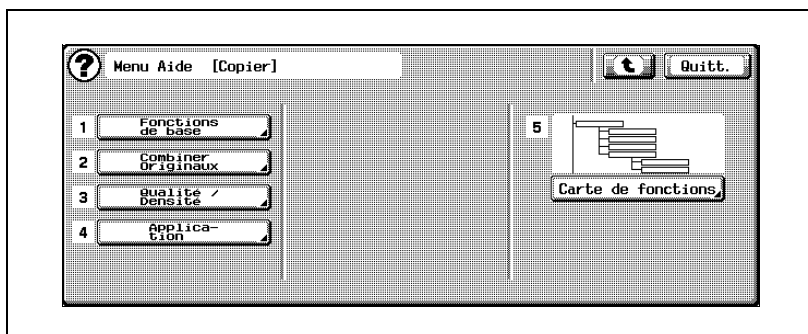 ?
Menu Aide [Copier]
Quitt.
1
Fonctions
de base
2
Combiner
Originaux
3
Qualité /
Densité
4
Applica-
tion
5
Carte de fonctions